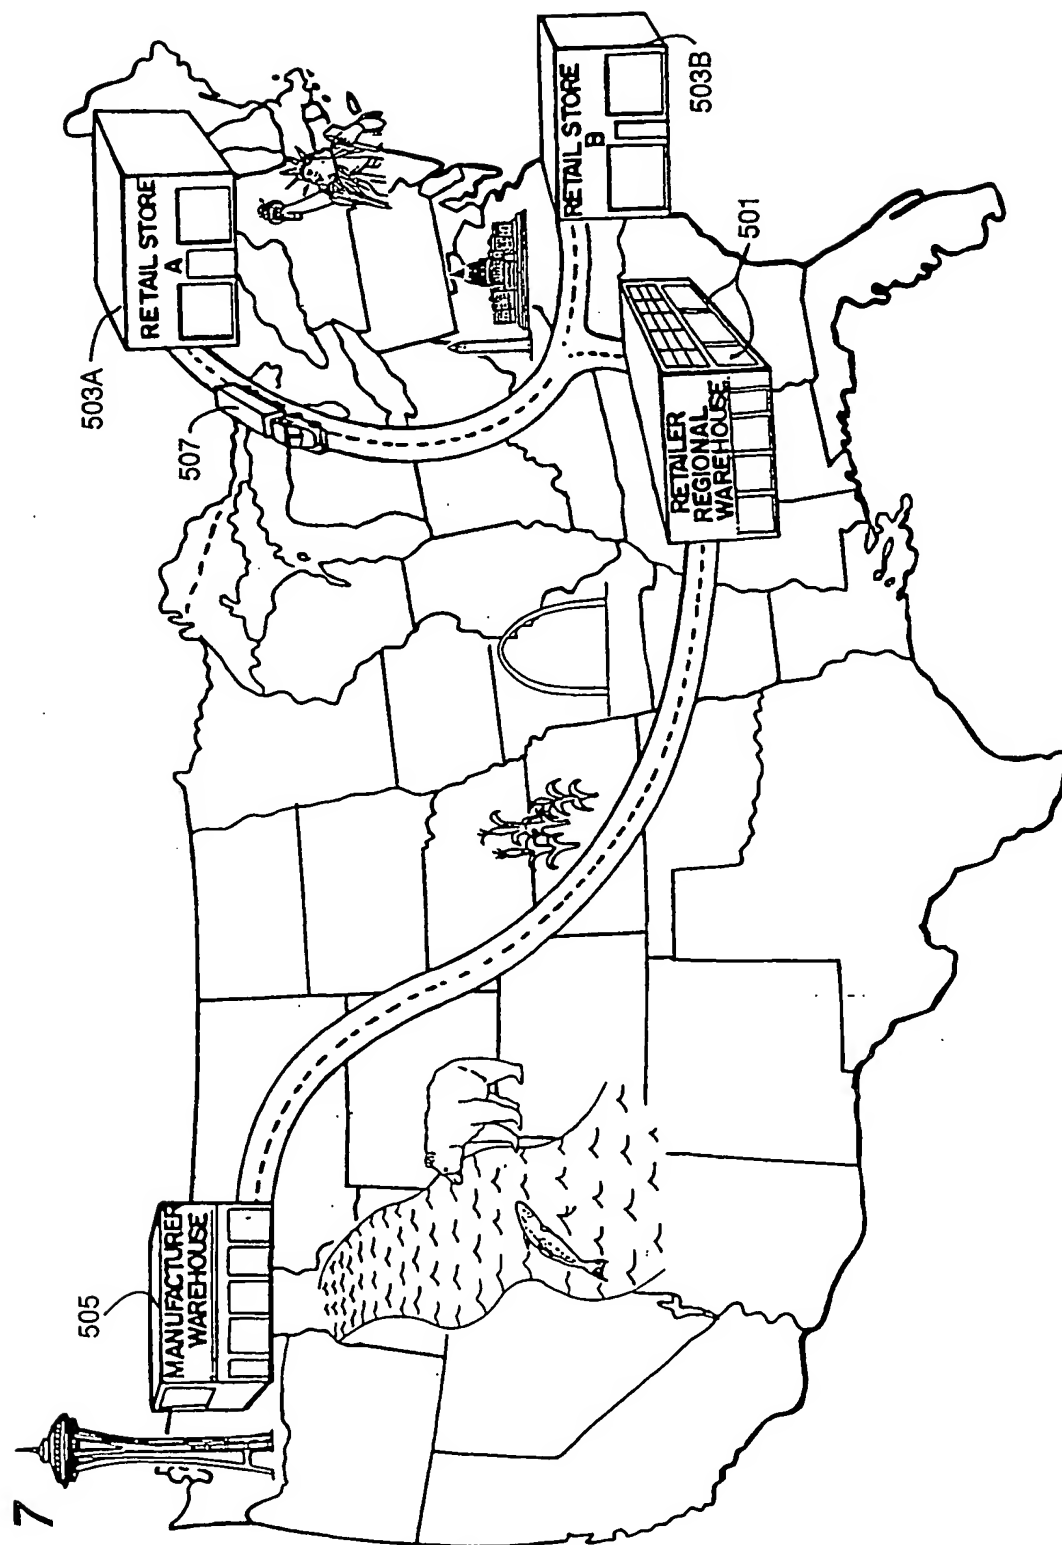 7
505
MANUFACTURER
WAREHOUSE
507
503A
RETAIL STORE
A
RETAIL STORE
B
503B
RETAILER
REGIONAL
WAREHOUSE
501